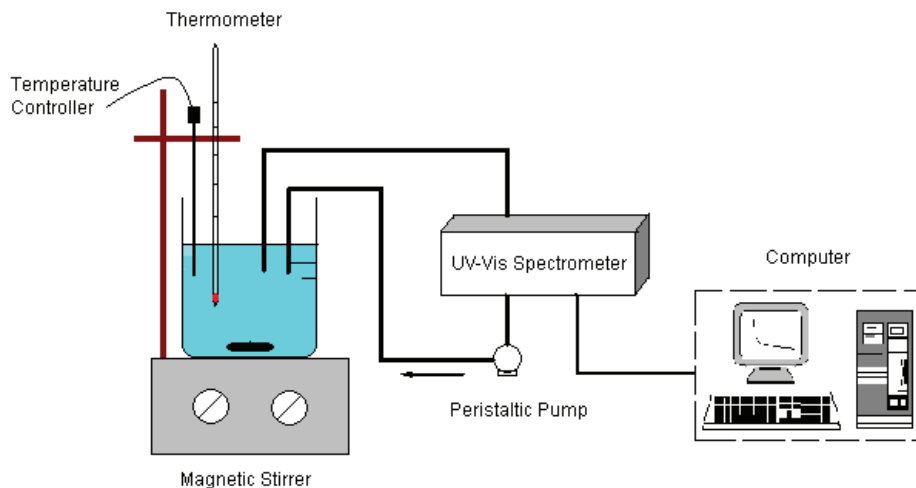 Thermometer
Temperature
Controller
UV-Vis Spectrometer
Computer
Peristaltic Pump
Magnetic Stirrer